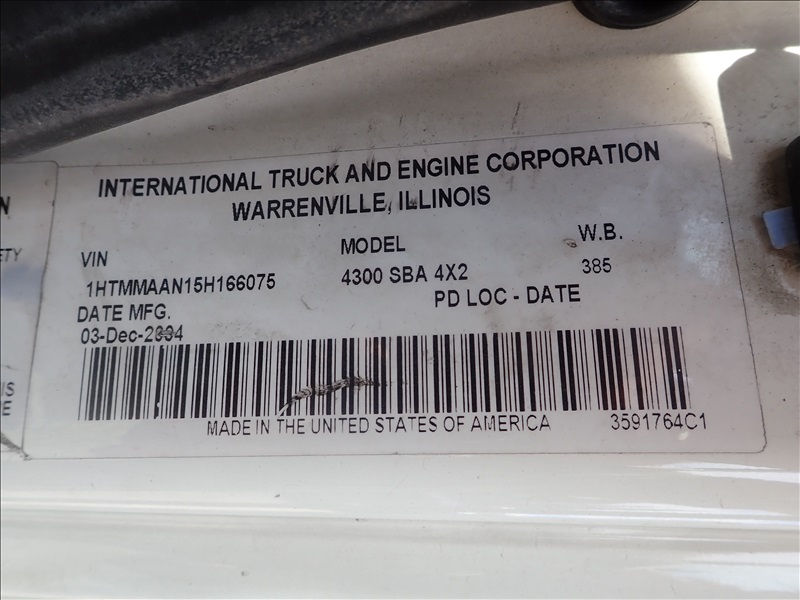 INTERNATIONAL TRUCK AND ENGINE CORPORATION
WARRENVILLE, ILLINOIS
VIN MODEL W.B.
1HTMMAAN15H166075 4300 SBA 4X2 385
DATE MFG. PD LOC - DATE
03-Dec-2004
MADE IN THE UNITED STATES OF AMERICA 3591764C1